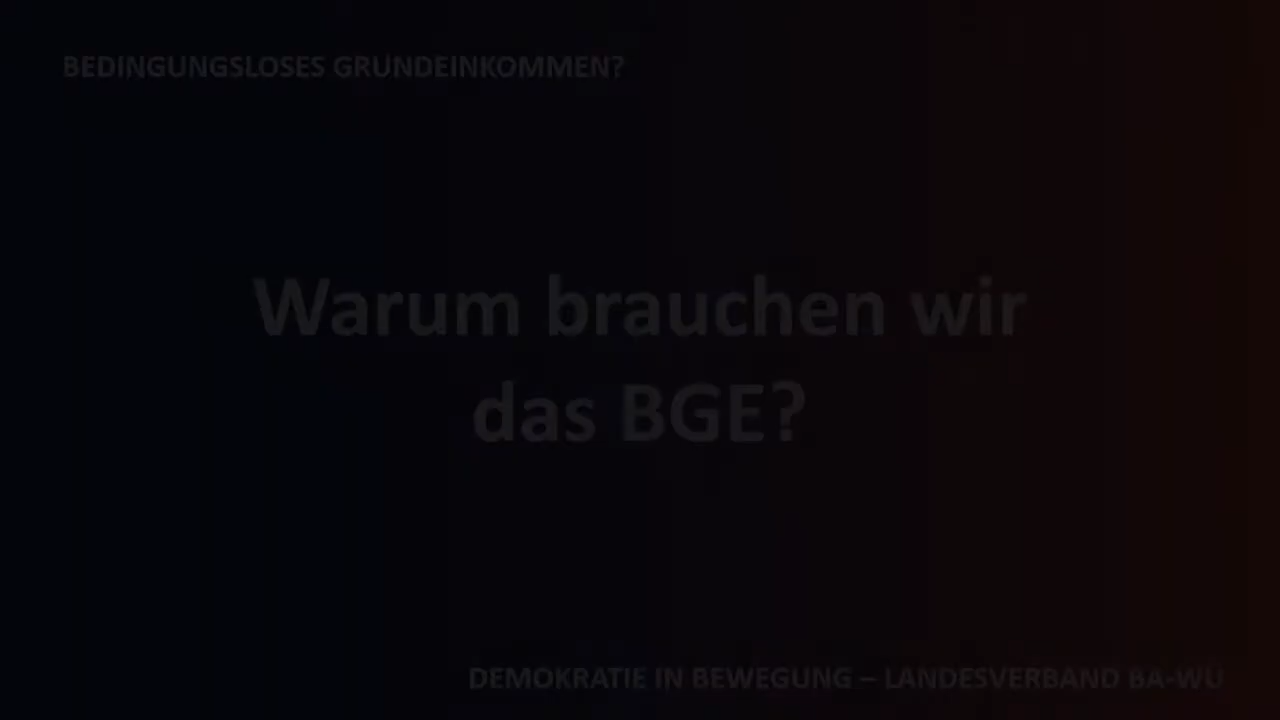 BEDINGUNGSLOSES GRUNDEINKOMMEN?
Warum brauchen wir
das BGE?
DEMOKRATIE IN BEWEGUNG – LANDESVERBAND BA-WÜ